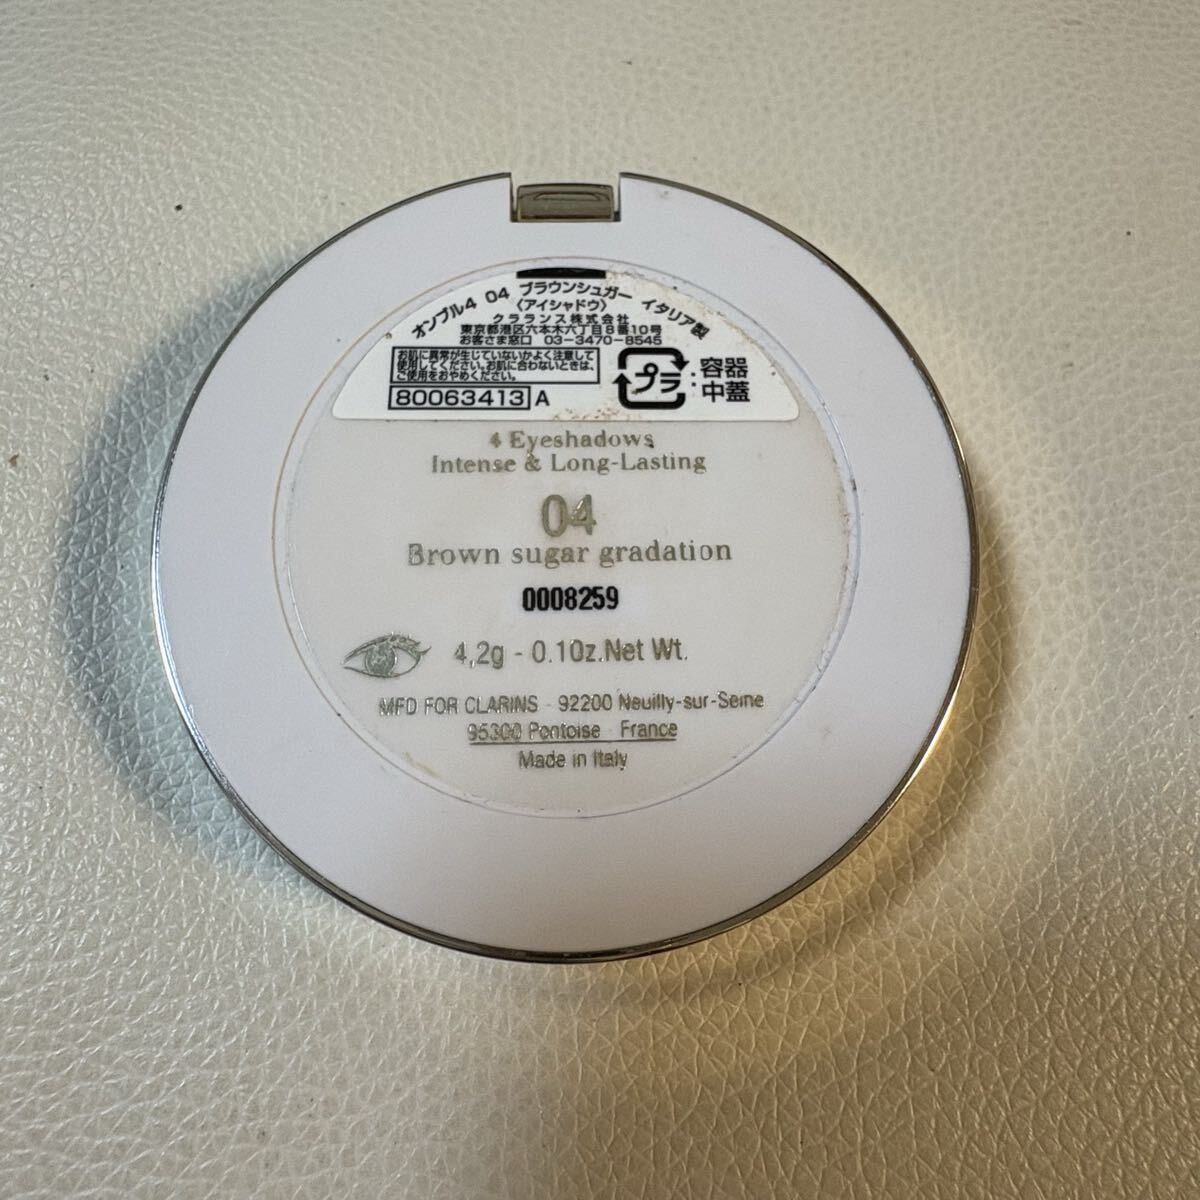 オンブル4 04 ブラウンシュガー イタリア製
〈アイシャドウ〉
クラランス株式会社
東京都港区六本木六丁目8番10号
お客さま窓口 03-3470-8545
お肌に異常が生じていないかよく注意して
使用してください。お肌に合わないときは、
ご使用をおやめください。
80063413 A
プラ :容器
中蓋
4 Eyeshadows
Intense & Long-Lasting
04
Brown sugar gradation
0008259
4,2g - 0.10z.Net Wt.
MFD FOR CLARINS - 92200 Neuilly-sur-Seine
95300 Pontoise - France
Made in Italy